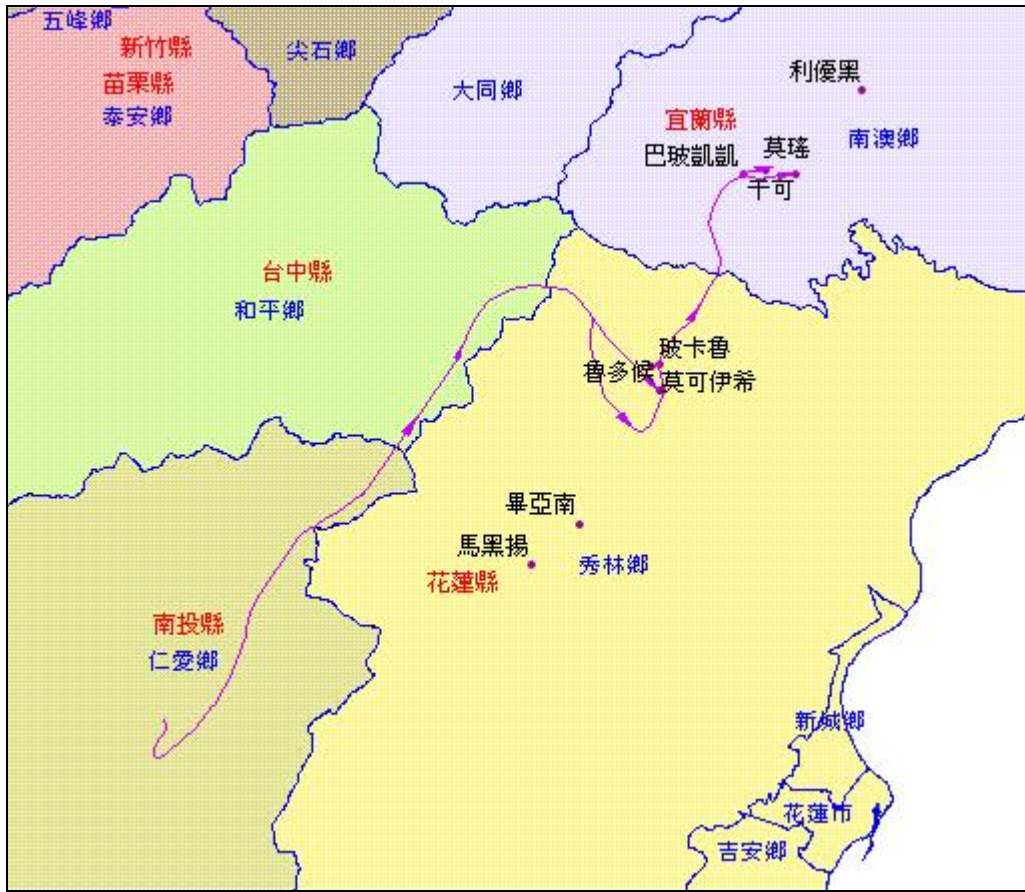 五峰鄉
新竹縣
尖石鄉
苗栗縣
泰安鄉
大同鄉
利優黑
宜蘭縣
南澳鄉
巴玻凱凱
莫瑤
干可
台中縣
和平鄉
玻卡魯
魯多候
莫可伊希
畢亞南
馬黑揚
秀林鄉
花蓮縣
南投縣
仁愛鄉
新城鄉
花蓮市
吉安鄉